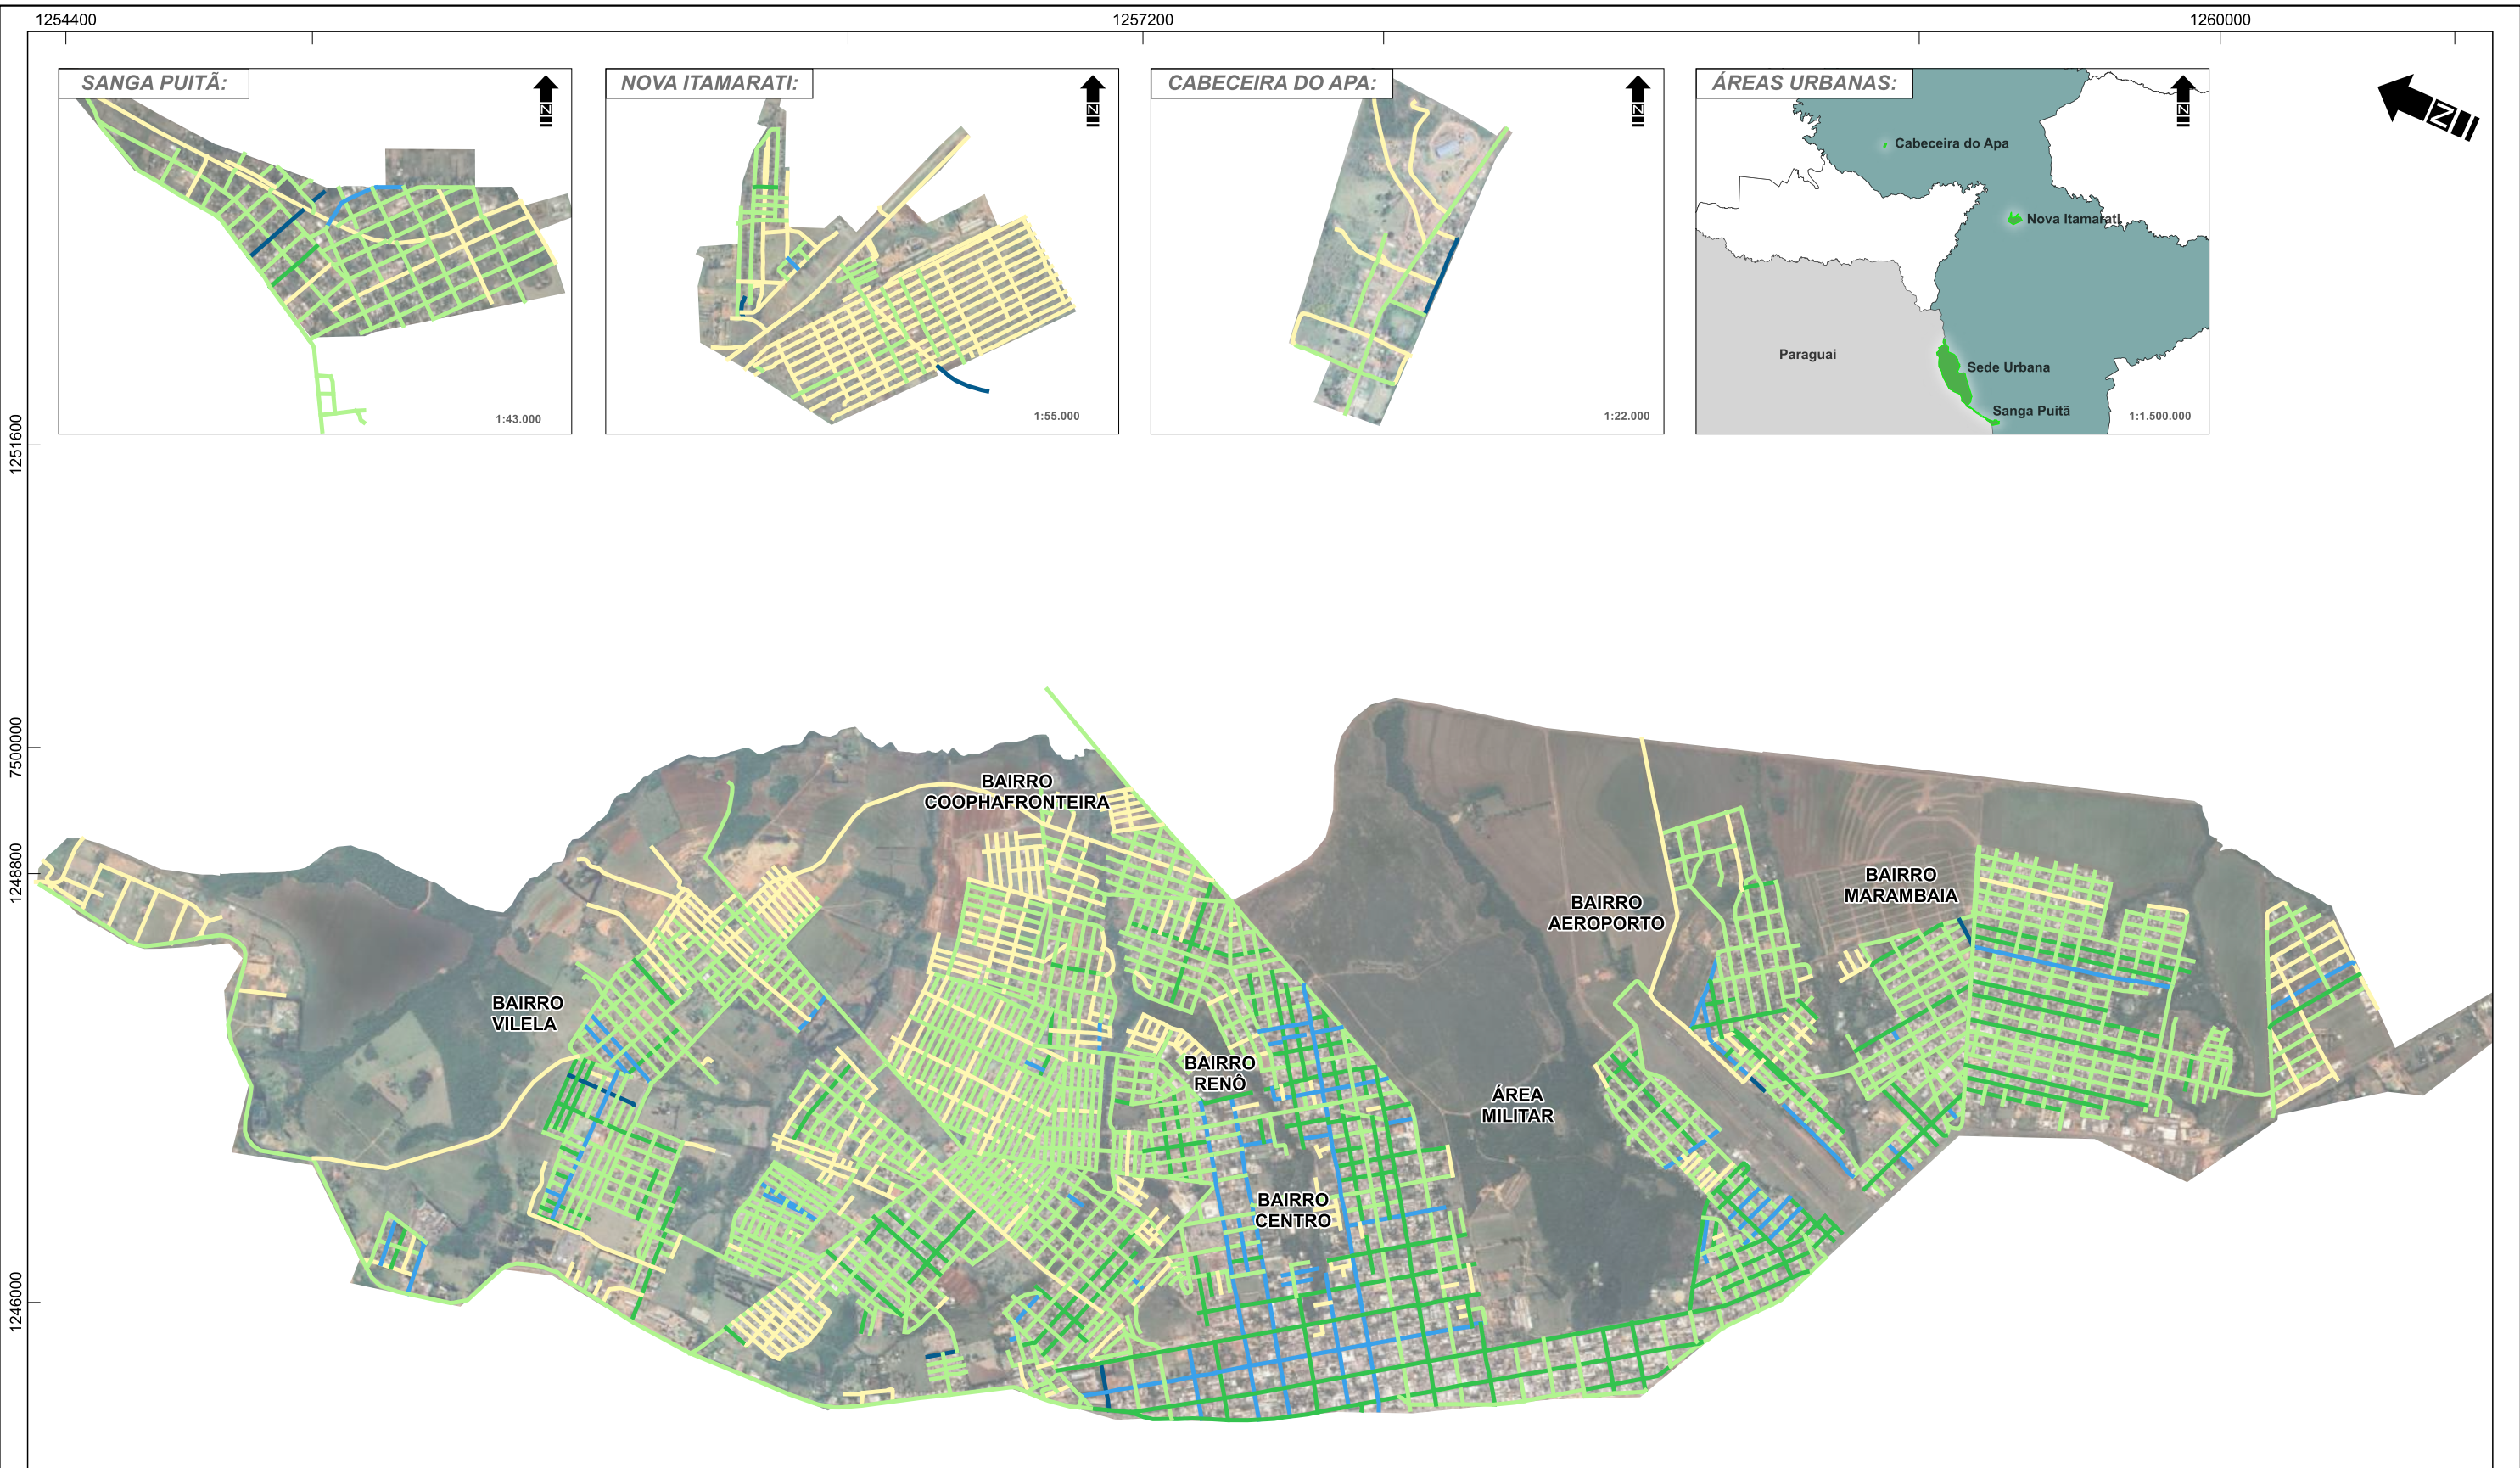 1254400
1257200
1260000
SANGA PUITÃ:
N
1:43.000
NOVA ITAMARATI:
N
1:55.000
CABECEIRA DO APA:
N
1:22.000
ÁREAS URBANAS:
N
Cabeceira do Apa
Nova Itamarati
Paraguai
Sede Urbana
Sanga Puitã
1:1.500.000
N
1251600
7500000
1248800
1246000
BAIRRO
COOPHAFRONTEIRA
BAIRRO
VILELA
BAIRRO
RENÔ
BAIRRO
CENTRO
ÁREA
MILITAR
BAIRRO
AEROPORTO
BAIRRO
MARAMBAIA